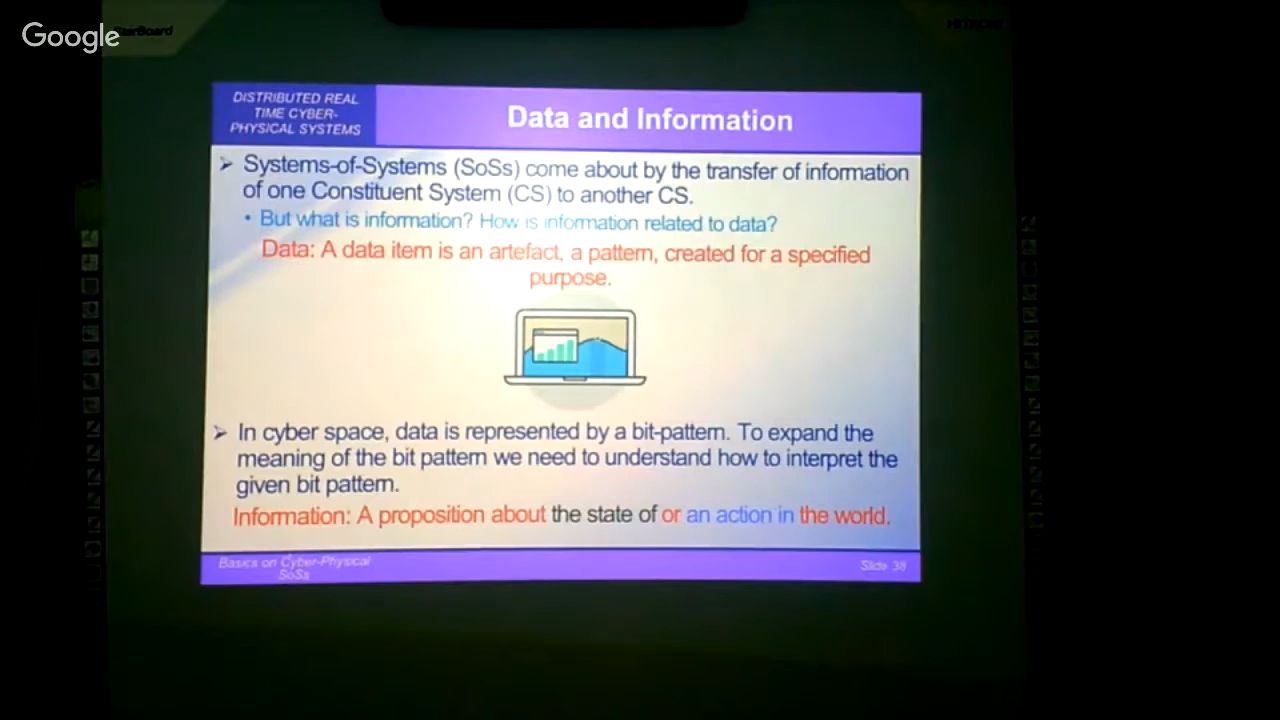 Google
StarBoard
HITACHI
DISTRIBUTED REAL
TIME CYBER-
PHYSICAL SYSTEMS
Data and Information
➢ Systems-of-Systems (SoSs) come about by the transfer of information
of one Constituent System (CS) to another CS.
• But what is information? How is information related to data?
Data: A data item is an artefact, a pattern, created for a specified
purpose.
➢ In cyber space, data is represented by a bit-pattern. To expand the
meaning of the bit pattern we need to understand how to interpret the
given bit pattern.
Information: A proposition about the state of or an action in the world.
Basics on Cyber-Physical
SoSs
Slide 38